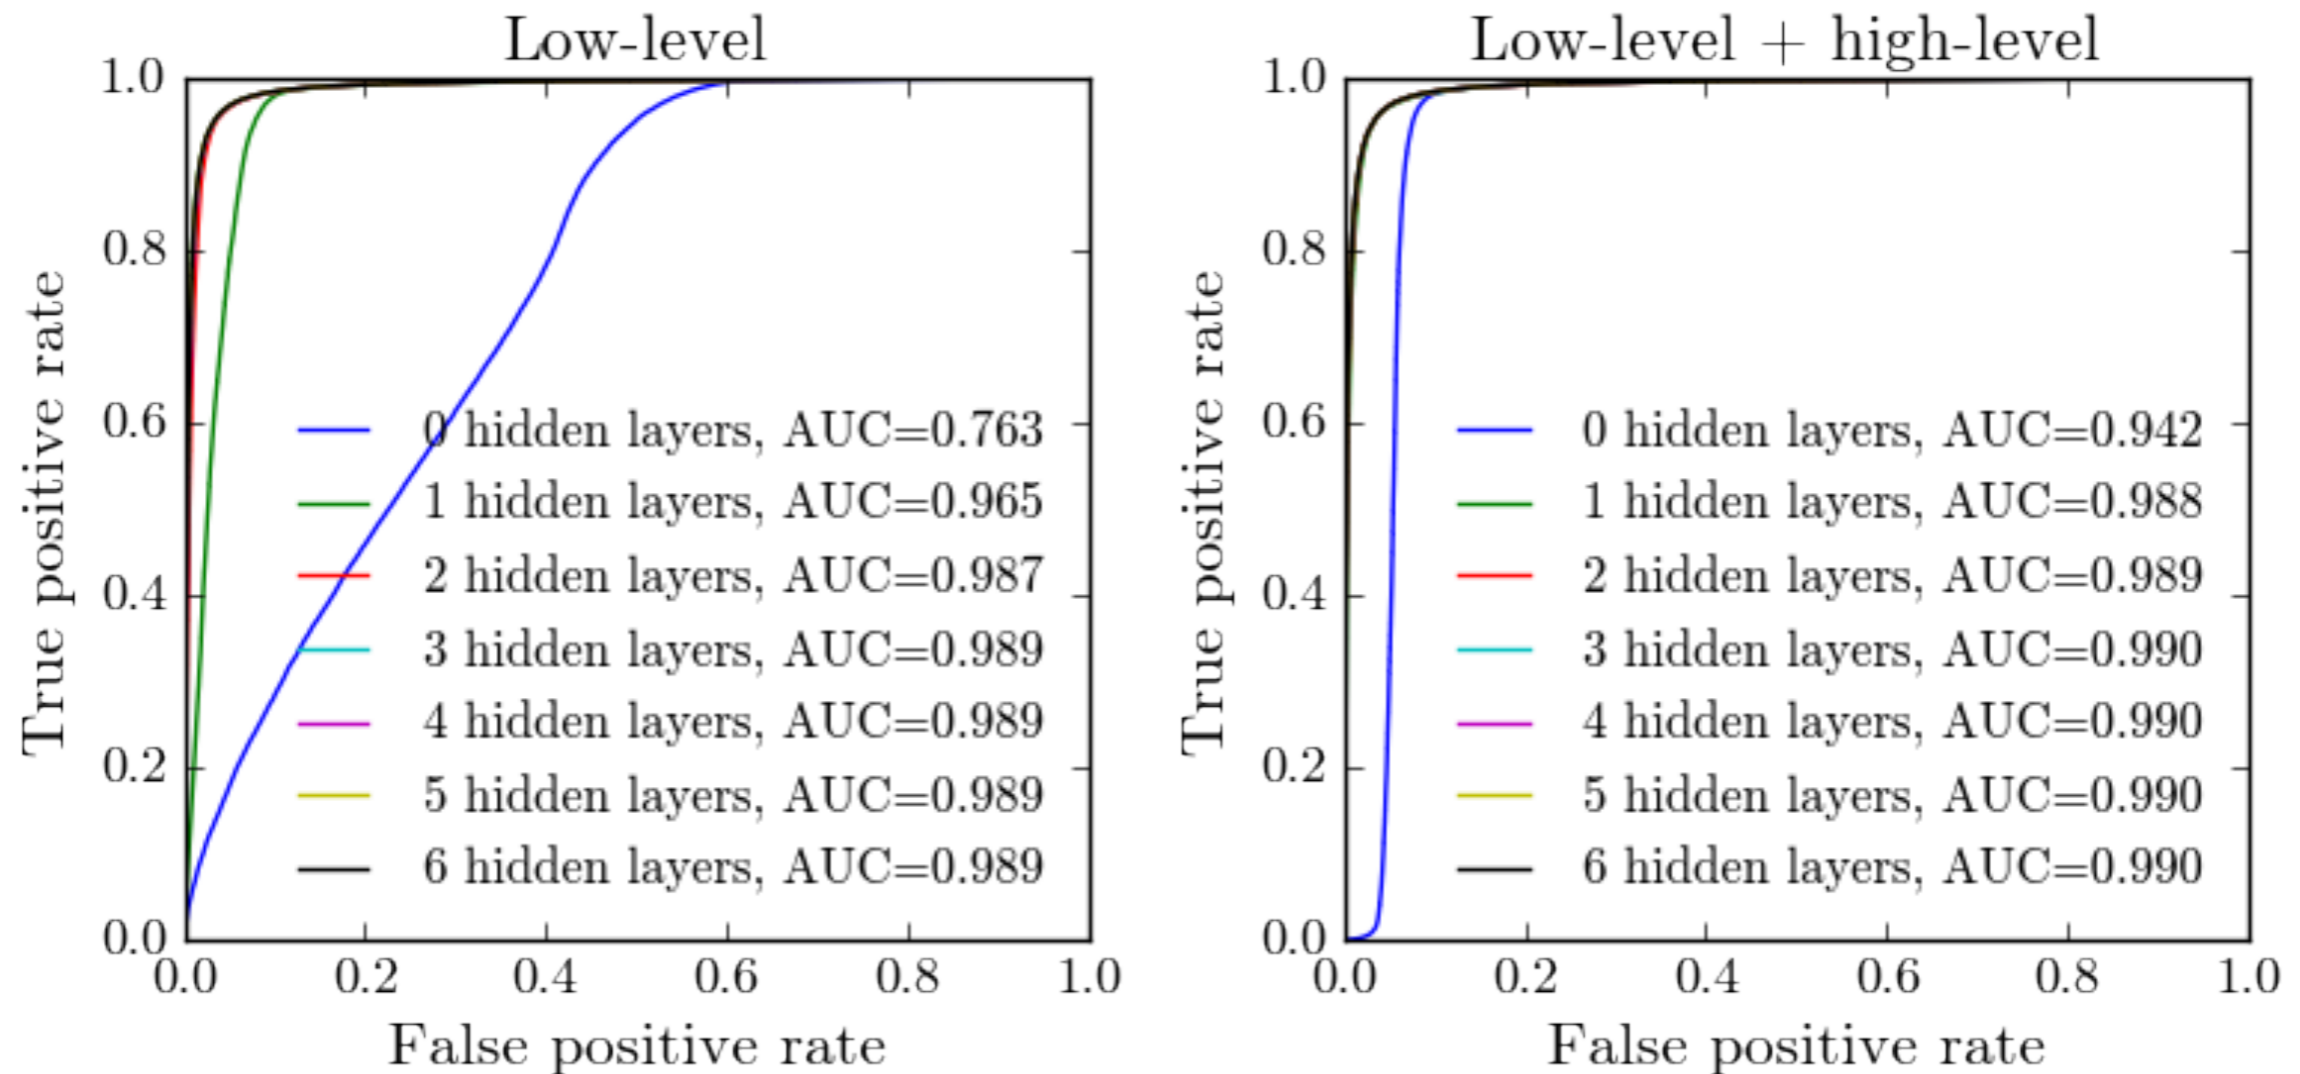 Low-level
1.0
0.8
0.6
0.4
0.2
0.0
True positive rate
0 hidden layers, AUC=0.763
1 hidden layers, AUC=0.965
2 hidden layers, AUC=0.987
3 hidden layers, AUC=0.989
4 hidden layers, AUC=0.989
5 hidden layers, AUC=0.989
6 hidden layers, AUC=0.989
0.0 0.2 0.4 0.6 0.8 1.0
False positive rate
Low-level + high-level
1.0
0.8
0.6
0.4
0.2
0.0
True positive rate
0 hidden layers, AUC=0.942
1 hidden layers, AUC=0.988
2 hidden layers, AUC=0.989
3 hidden layers, AUC=0.990
4 hidden layers, AUC=0.990
5 hidden layers, AUC=0.990
6 hidden layers, AUC=0.990
0.0 0.2 0.4 0.6 0.8 1.0
False positive rate